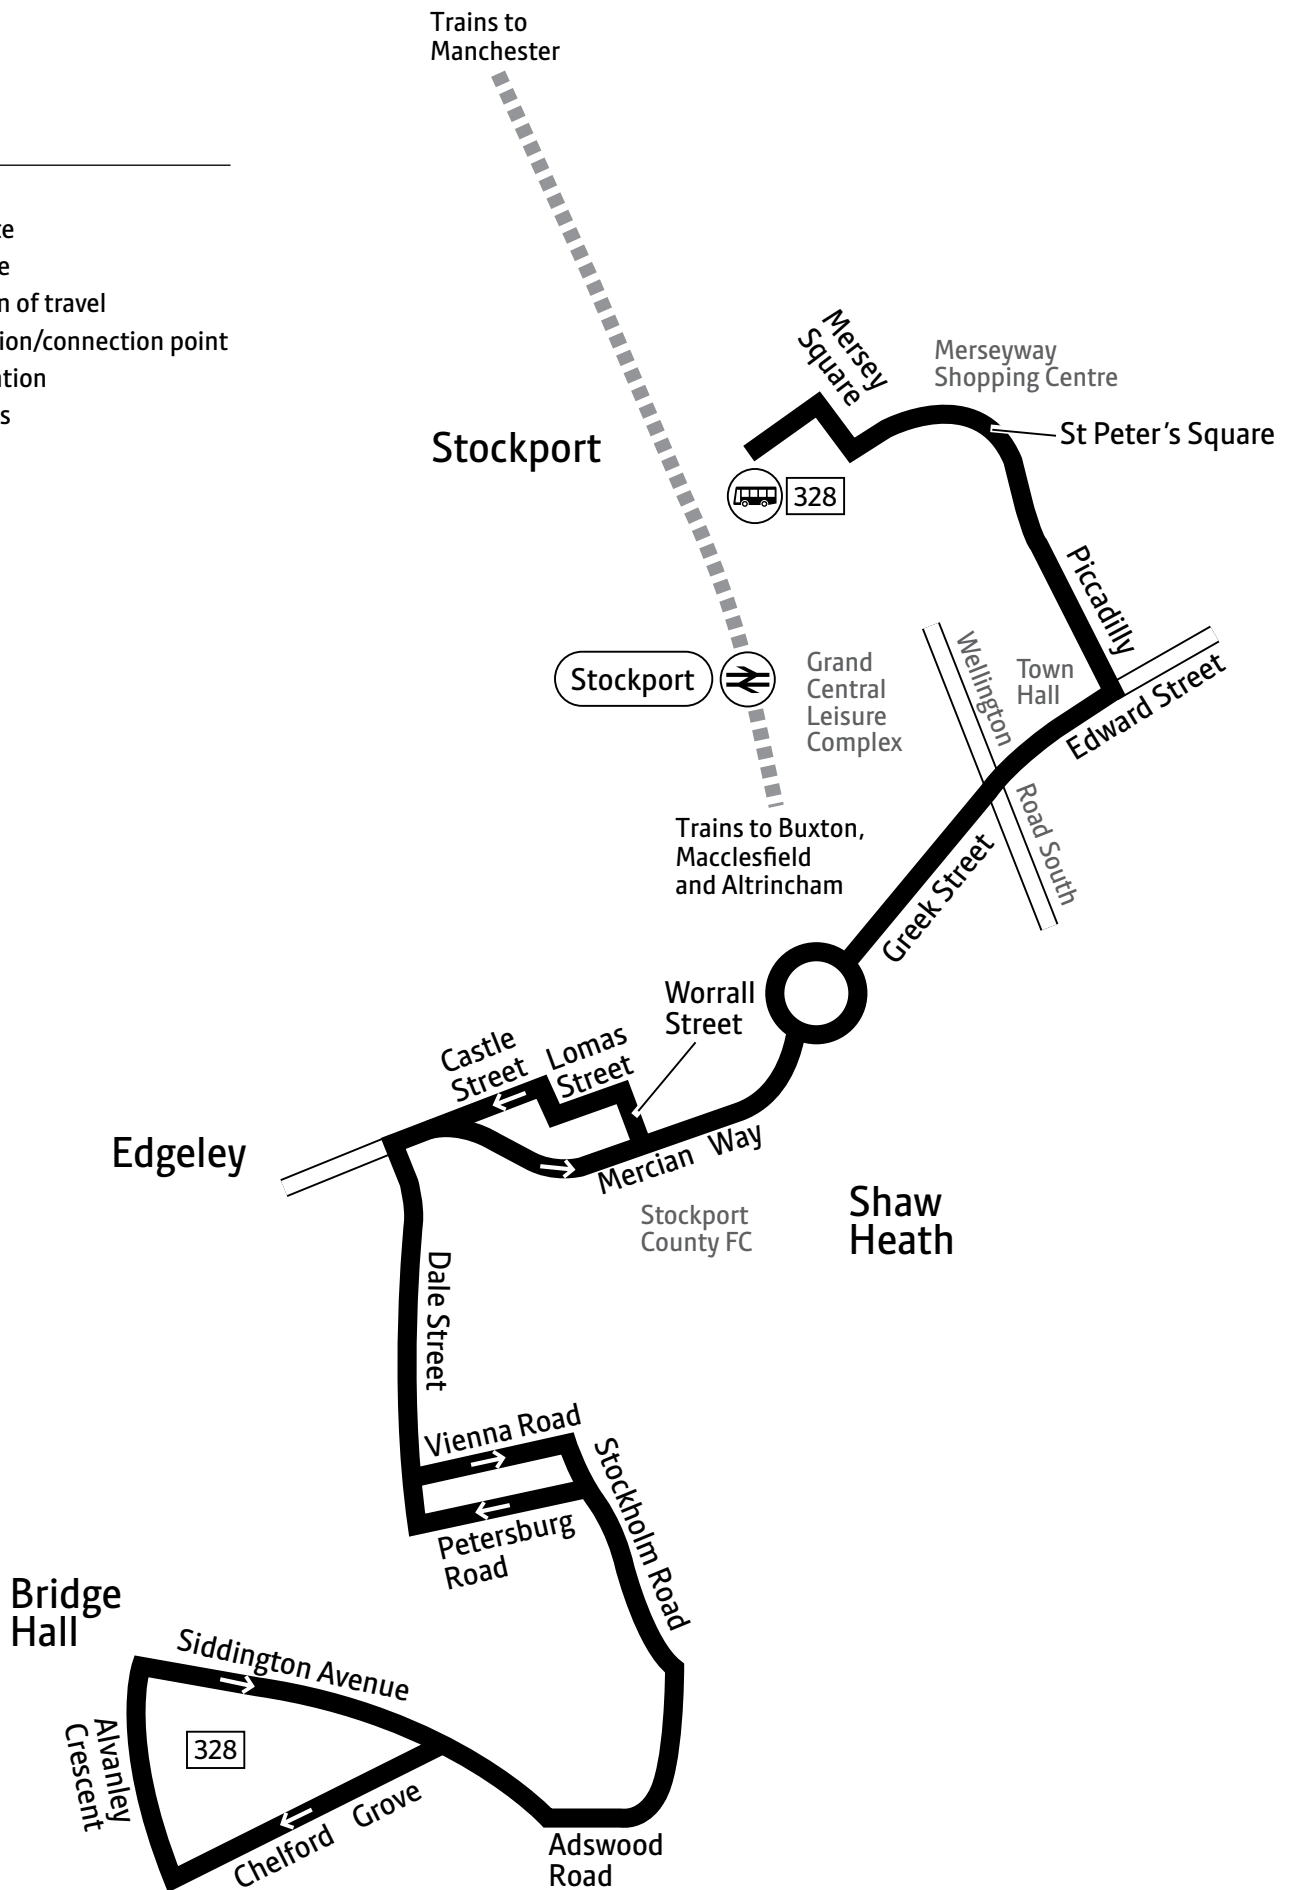 Trains to
Manchester
n of travel
ion/connection point
Mersey
Square
Merseyway
Shopping Centre
St Peter's Square
Stockport
328
Piccadilly
Stockport
Grand
Central
Leisure
Complex
Wellington
Road South
Town
Hall
Edward Street
Trains to Buxton,
Macclesfield
and Altrincham
Greek Street
Worrall
Street
Castle
Street
Lomas
Street
Edgeley
Mercian Way
Shaw
Heath
Stockport
County FC
Dale Street
Vienna Road
Stockholm Road
Petersburg
Road
Bridge
Hall
Siddington Avenue
Alvanley
Crescent
328
Chelford Grove
Adswood
Road